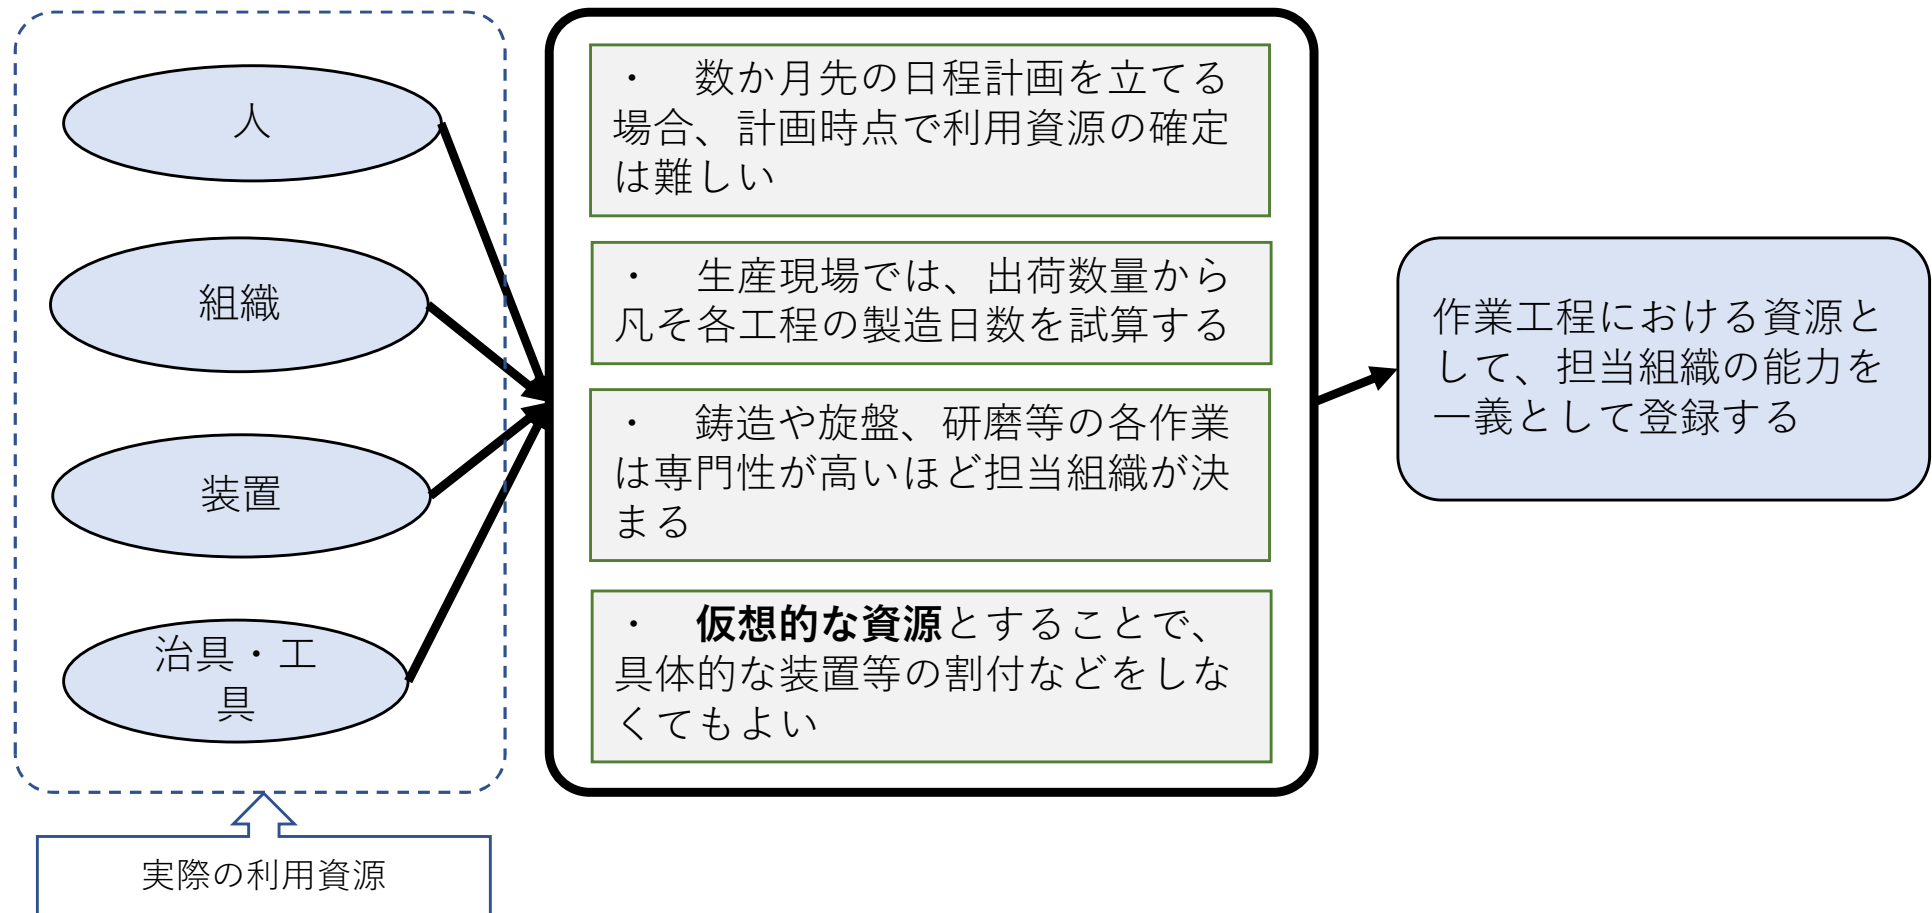 人
組織
装置
治具・工
具
実際の利用資源
・　数か月先の日程計画を立てる
場合、計画時点で利用資源の確定
は難しい
・　生産現場では、出荷数量から
凡そ各工程の製造日数を試算する
・　鋳造や旋盤、研磨等の各作業
は専門性が高いほど担当組織が決
まる
・　仮想的な資源とすることで、
具体的な装置等の割付などをしな
くてもよい
作業工程における資源と
して、担当組織の能力を
一義として登録する